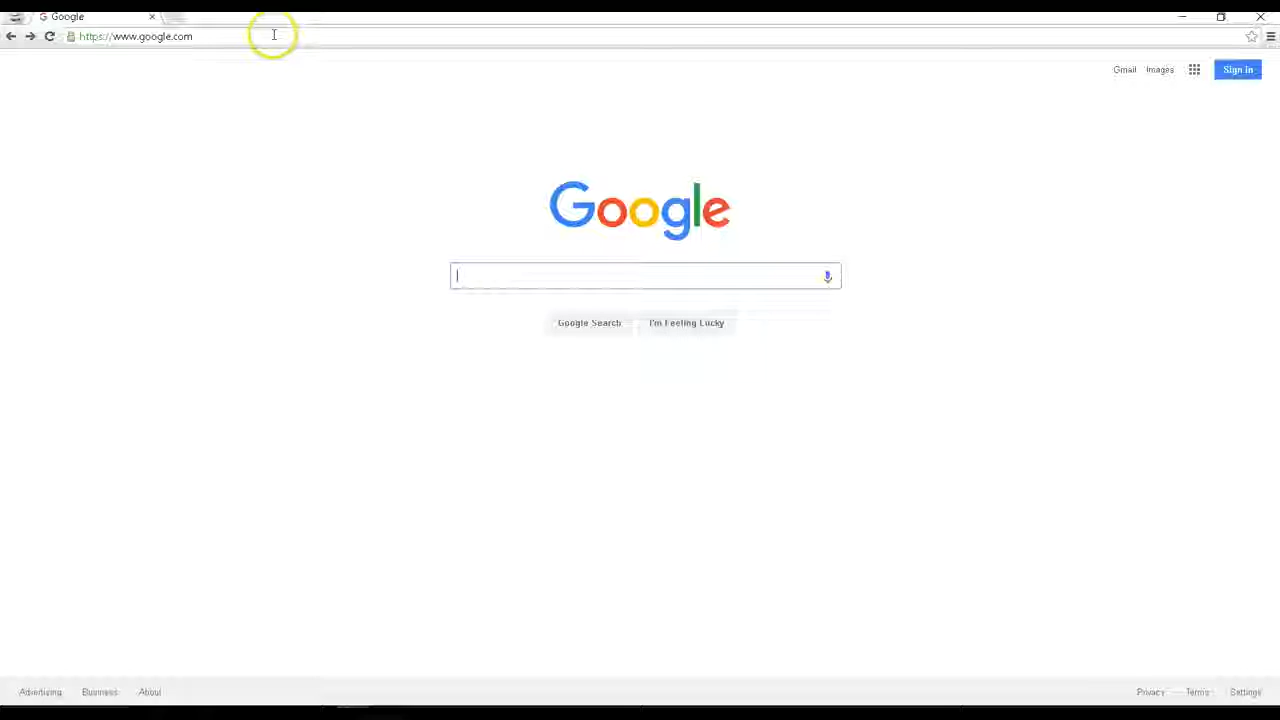 Google
https://www.google.com
Gmail Images Sign in
Google
Google Search I'm Feeling Lucky
Advertising Business About Privacy Terms Settings